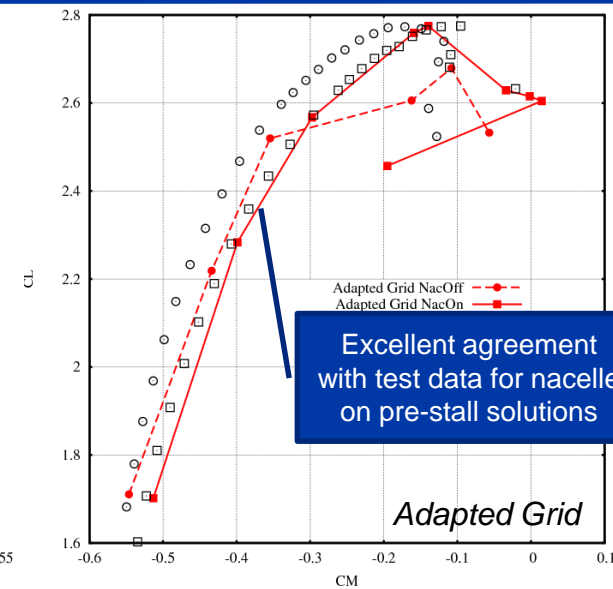 2.8
2.6
2.4
2.2
2
1.8
1.6
CL
Adapted Grid NacOff
Adapted Grid NacOn
Excellent agreement
with test data for nacelle
on pre-stall solutions
Adapted Grid
55
-0.6 -0.5 -0.4 -0.3 -0.2 -0.1 0 0.1
CM